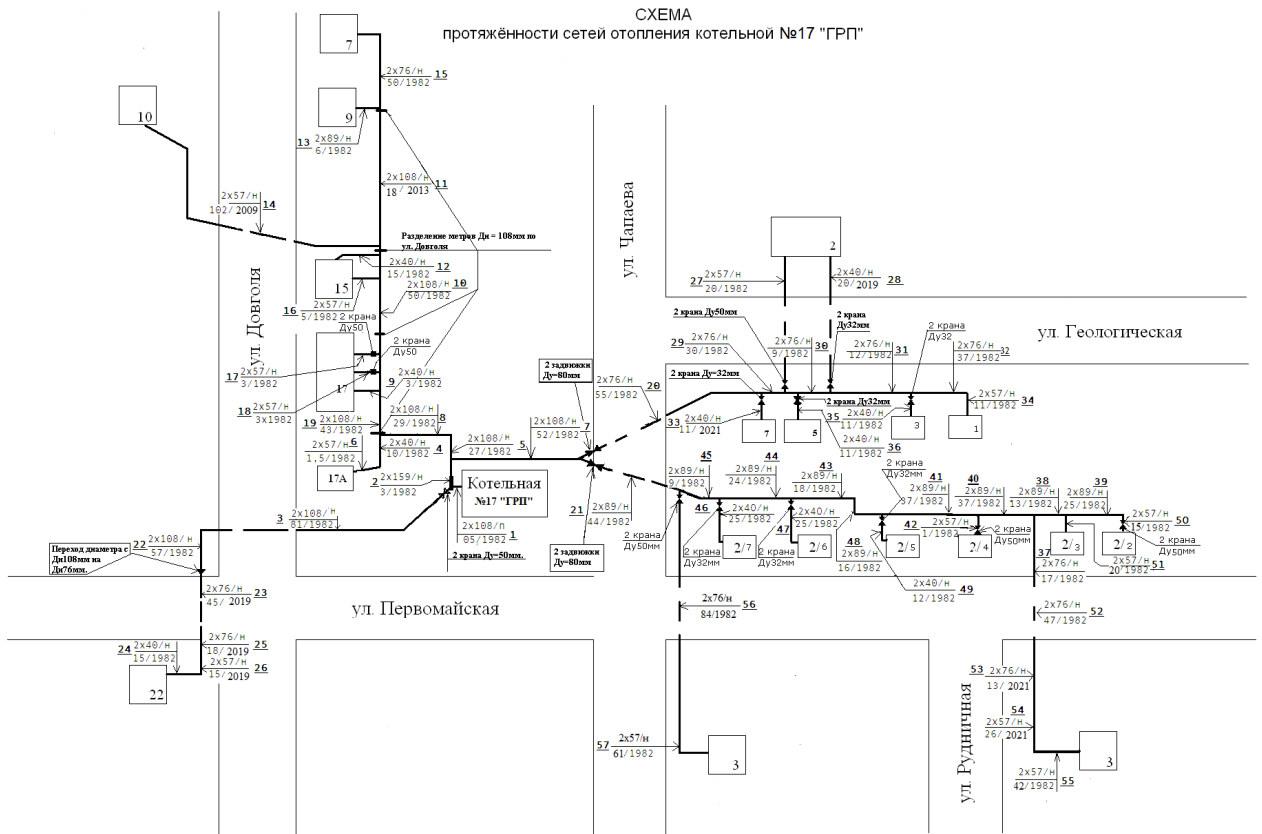 СХЕМА
протяжённости сетей отопления котельной №17 "ГРП"
7
2х76/н
50/1982
15
10
9
13
2х89/н
6/1982
2х108/н
18/ 2013
11
2х57/н
102/2009
14
Разделение метров Дн = 108мм по
ул. Довголя
15
2х40/н
15/1982
12
2х108/н
50/1982
10
16
2х57/н
5/1982
2 крана
Ду50
2 крана
Ду50
ул. Довголя
ул. Чапаева
17
17
2х57/н
3/1982
18
2х57/н
3х1982
2х40/н
3/1982
9
19
2х108/н
43/1982
2х108/н
29/1982
8
2х57/н
1,5/1982
6
2х40/н
10/1982
4
2х108/н
27/1982
5
2х108/н
52/1982
7
17А
2
2х159/н
3/1982
Котельная
№17 "ГРП"
2х108/п
05/1982
1
2 крана Ду=50мм.
3
2х108/н
81/1982
22
2х108/н
57/1982
Переход диаметра с
Дн108мм на
Дн76мм.
2х76/н
45/ 2019
23
ул. Первомайская
24
2х40/н
15/1982
2х76/н
18/2019
25
2х57/н
15/2019
26
22
2 задвижки
Ду=80мм
2х76/н
55/1982
20
21
2х89/н
44/1982
2 задвижки
Ду=80мм
2
27
2х57/н
20/1982
2х40/н
20/2019
28
ул. Геологическая
2 крана Ду50мм
2 крана
Ду32мм
2 крана
Ду32
29
2х76/н
30/1982
2х76/н
9/1982
30
2х76/н
12/1982
31
2х76/н
37/1982
32
2 крана Ду=32мм
2 крана Ду32мм
33
2х40/н
11/ 2021
7
5
35
2х40/н
11/1982
3
1
2х57/н
11/1982
34
2х40/н
11/1982
36
2х89/н
9/1982
45
2х89/н
24/1982
44
2х89/н
18/1982
43
2 крана
Ду32мм
2х89/н
37/1982
41
2х89/н
37/1982
40
2х89/н
13/1982
38
2х89/н
25/1982
39
46
2х40/н
25/1982
47
2х40/н
25/1982
2 крана
Ду50мм
2 крана
Ду32мм
2/7
2 крана
Ду32мм
2/6
48
2х89/н
16/1982
2/5
42
2х57/н
1/1982
2/4
2 крана
Ду50мм
2/3
2/2
2х57/н
15/1982
50
2 крана
Ду50мм
37
2х76/н
17/1982
2х57/н
20/1982
51
2х40/н
12/1982
49
2х76/н
84/1982
56
2х76/н
47/1982
52
53
2х76/н
13/ 2021
54
2х57/н
26/ 2021
57
2х57/н
61/1982
3
ул. Рудничная
3
2х57/н
42/1982
55